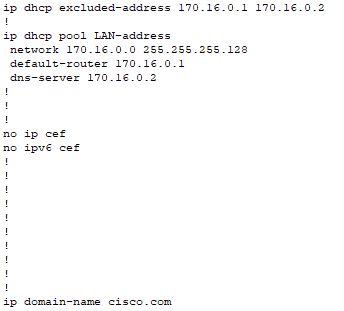 ip dhcp excluded-address 170.16.0.1 170.16.0.2
!
ip dhcp pool LAN-address
 network 170.16.0.0 255.255.255.128
 default-router 170.16.0.1
 dns-server 170.16.0.2
!
!
!
no ip cef
no ipv6 cef
!
!
!
!
!
!
!
!
!
!
ip domain-name cisco.com